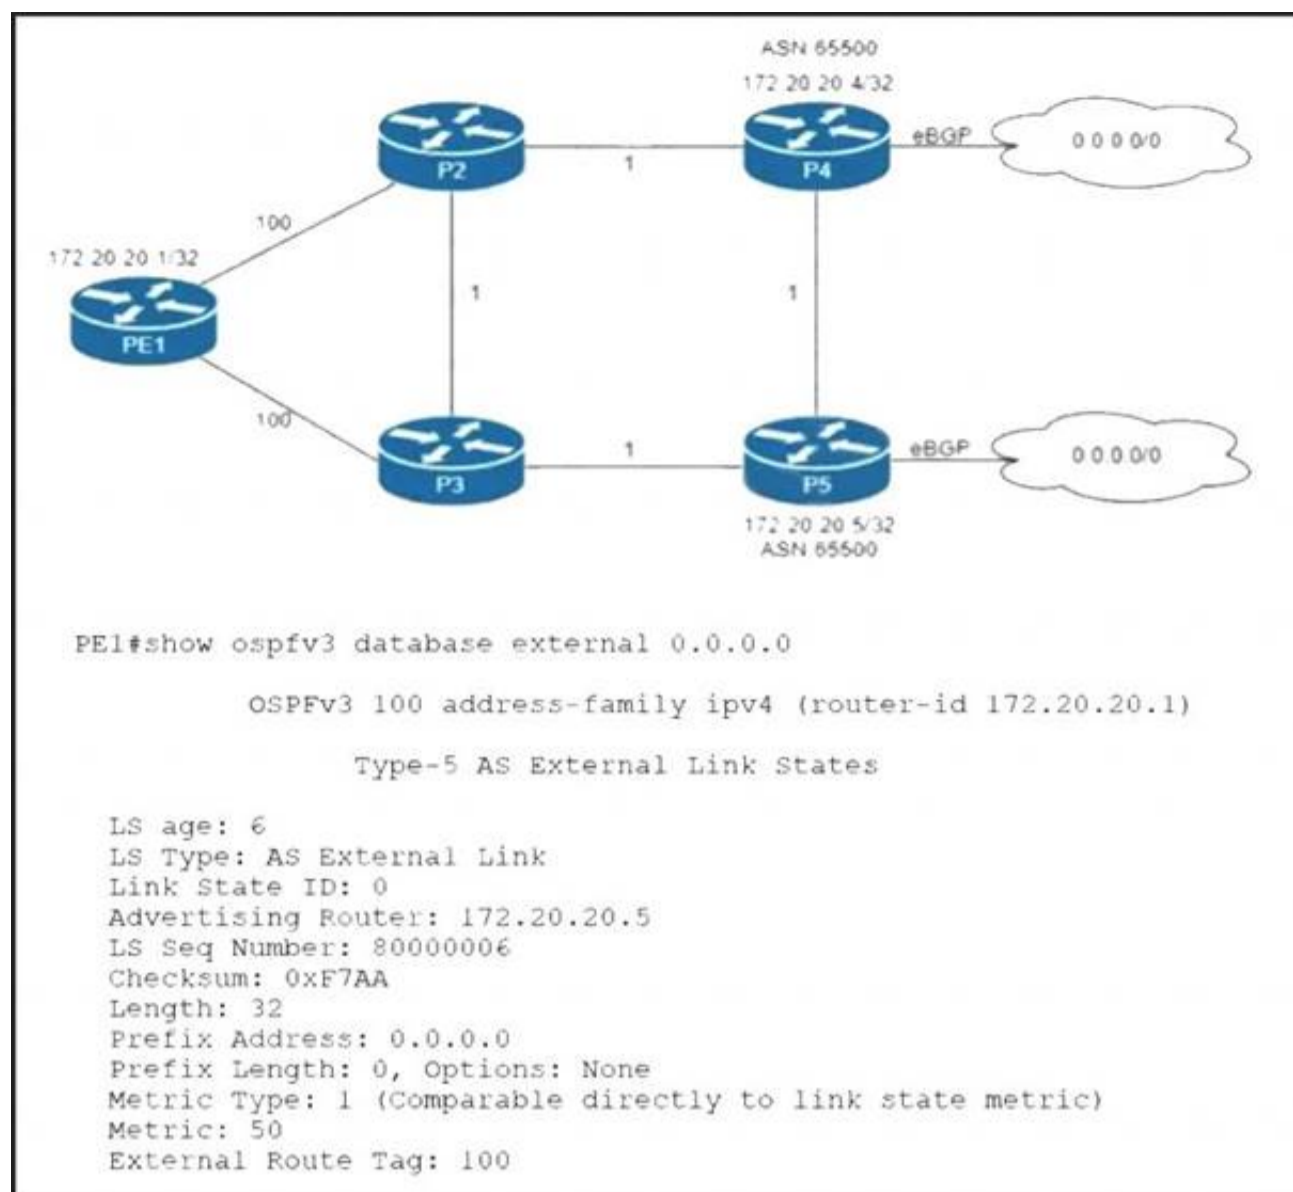 ASN 65500
172 20 20 4/32
P2
1
P4
eBGP
0 0 0 0/0
100
172 20 20 1/32
PE1
1
1
100
P3
1
P5
eBGP
0 0 0 0/0
172 20 20 5/32
ASN 65500
PE1#show ospfv3 database external 0.0.0.0
OSPFv3 100 address-family ipv4 (router-id 172.20.20.1)
Type-5 AS External Link States
LS age: 6
LS Type: AS External Link
Link State ID: 0
Advertising Router: 172.20.20.5
LS Seq Number: 80000006
Checksum: 0xF7AA
Length: 32
Prefix Address: 0.0.0.0
Prefix Length: 0, Options: None
Metric Type: 1 (Comparable directly to link state metric)
Metric: 50
External Route Tag: 100